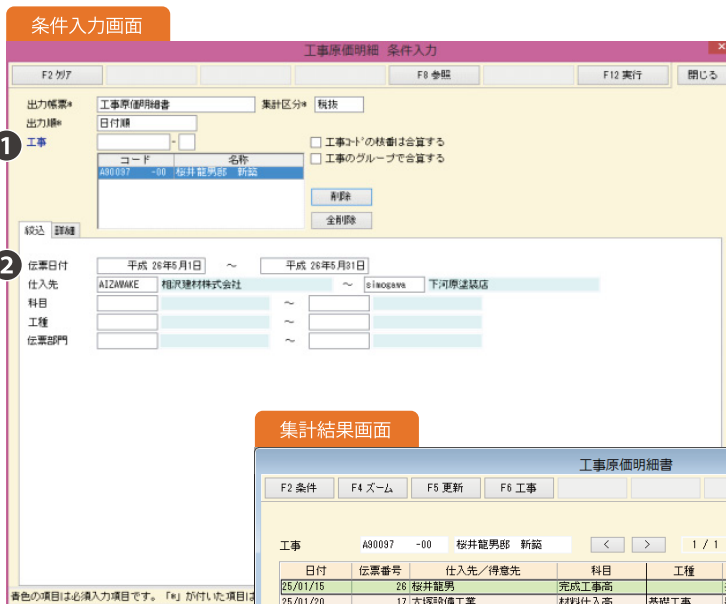 条件入力画面
工事原価明細 条件入力
F2 クリア F8 参照 F12 実行 閉じる
出力帳票* 工事原価明細書 集計区分* 税抜
出力順* 日付順
1 工事 - 工事コードの枝番は合算する
工事のグループで合算する
コード 名称
A90097 -00 桜井龍男邸 新築
削除
全削除
絞込 詳細
2 伝票日付 平成 26年5月1日 ～ 平成 26年5月31日
仕入先 AIZAWAKE 相沢建材株式会社 ～ simogawa 下河原塗装店
科目 ～
工種 ～
伝票部門 ～
集計結果画面
工事原価明細書
F2 条件 F4 ズーム F5 更新 F6 工事
工事 A90097 -00 桜井龍男邸 新築 < > 1 / 1
日付 伝票番号 仕入先／得意先 科目 工種
25/01/15 26 桜井龍男 完成工事高
25/01/20 17 大塚設備工業 材料仕入高 基礎工事
青色の項目は必須入力項目です。「*」が付いた項目は